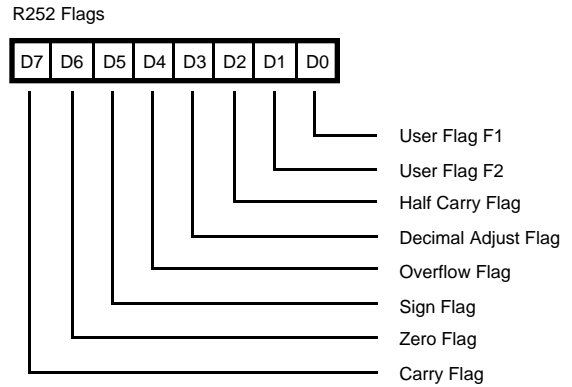 R252 Flags
D7 D6 D5 D4 D3 D2 D1 D0
User Flag F1
User Flag F2
Half Carry Flag
Decimal Adjust Flag
Overflow Flag
Sign Flag
Zero Flag
Carry Flag